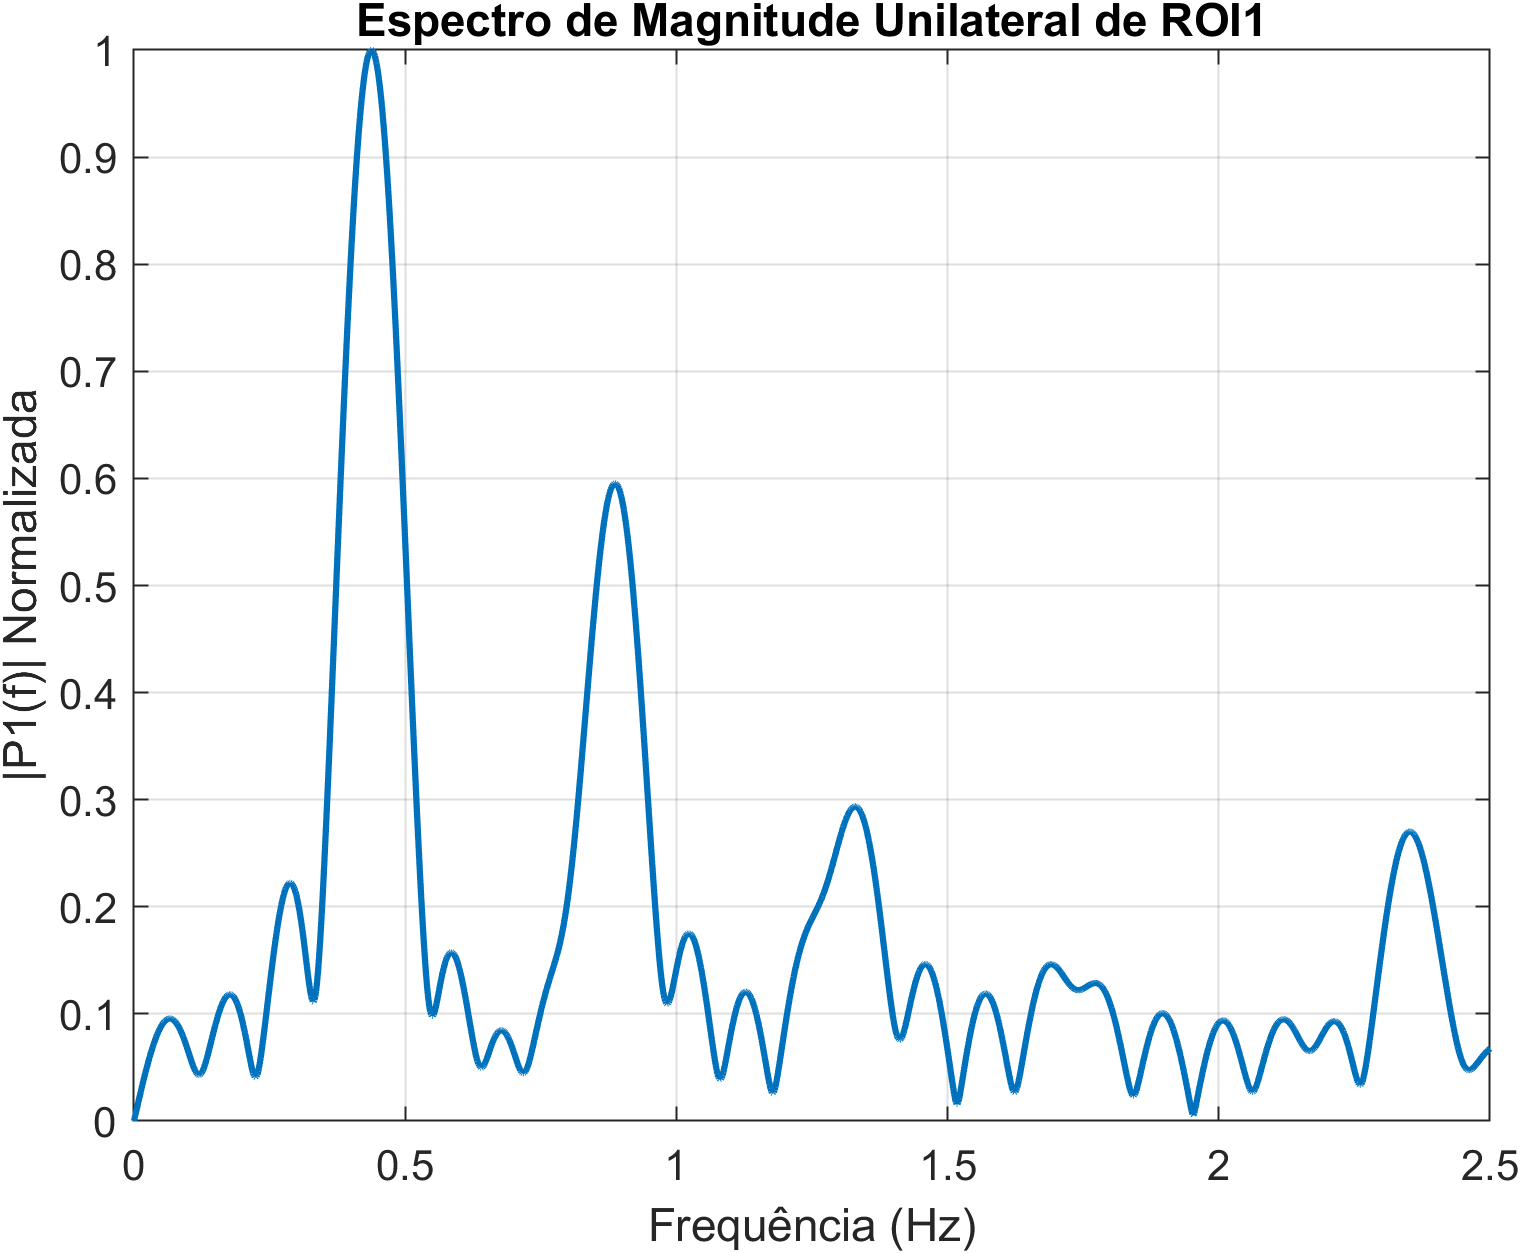 Espectro de Magnitude Unilateral de ROI1
|P1(f)| Normalizada
1
0.9
0.8
0.7
0.6
0.5
0.4
0.3
0.2
0.1
0
0 0.5 1 1.5 2 2.5
Frequência (Hz)